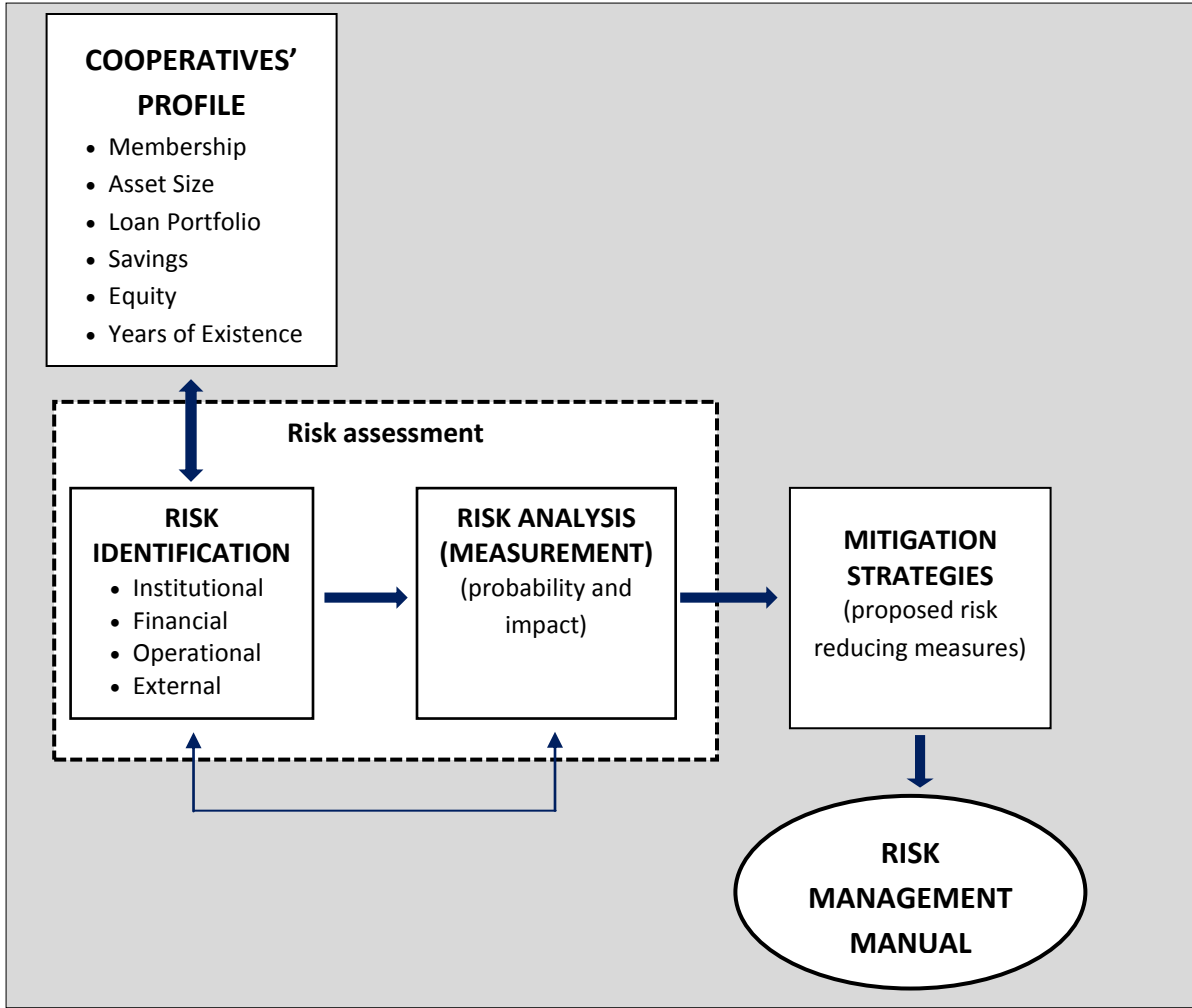 COOPERATIVES’
PROFILE
• Membership
• Asset Size
• Loan Portfolio
• Savings
• Equity
• Years of Existence
Risk assessment
RISK
IDENTIFICATION
• Institutional
• Financial
• Operational
• External
RISK ANALYSIS
(MEASUREMENT)
(probability and
impact)
MITIGATION
STRATEGIES
(proposed risk
reducing measures)
RISK
MANAGEMENT
MANUAL